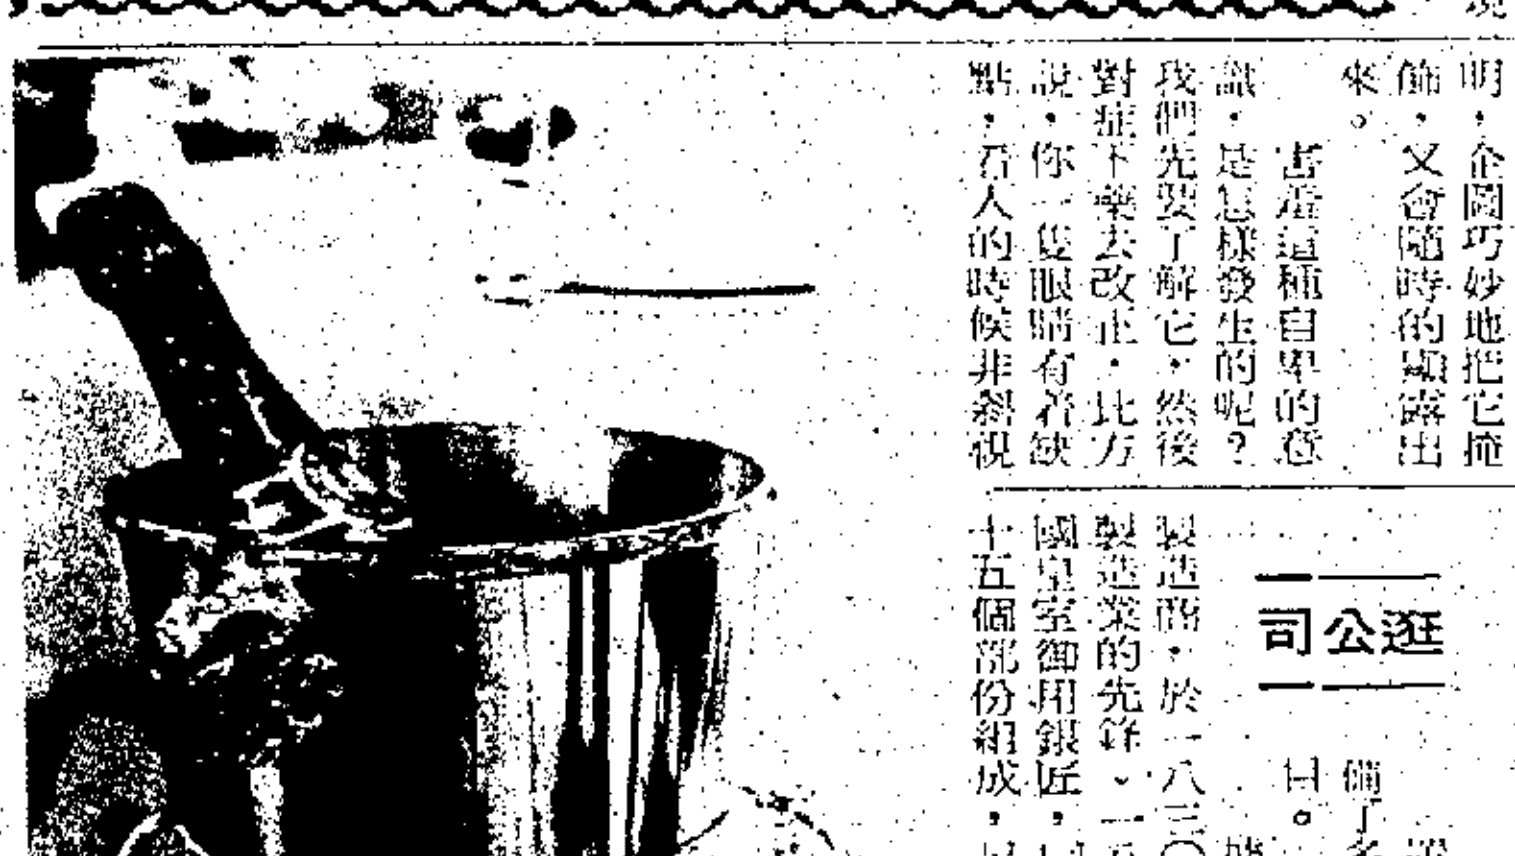 明，企圖巧妙地把它掩
飾，又會隨時的顯露出
來。
害羞這種自卑的意
識，是怎樣發生的呢？
我們先要了解它，然後
對症下藥去改正。比方
說，你一隻眼睛有着缺
點，看人的時候非斜視
逛公司
備了
目。
製造商，於一八三〇
製造業的先鋒。一
國皇室御用銀匠，
十五個部份組成，